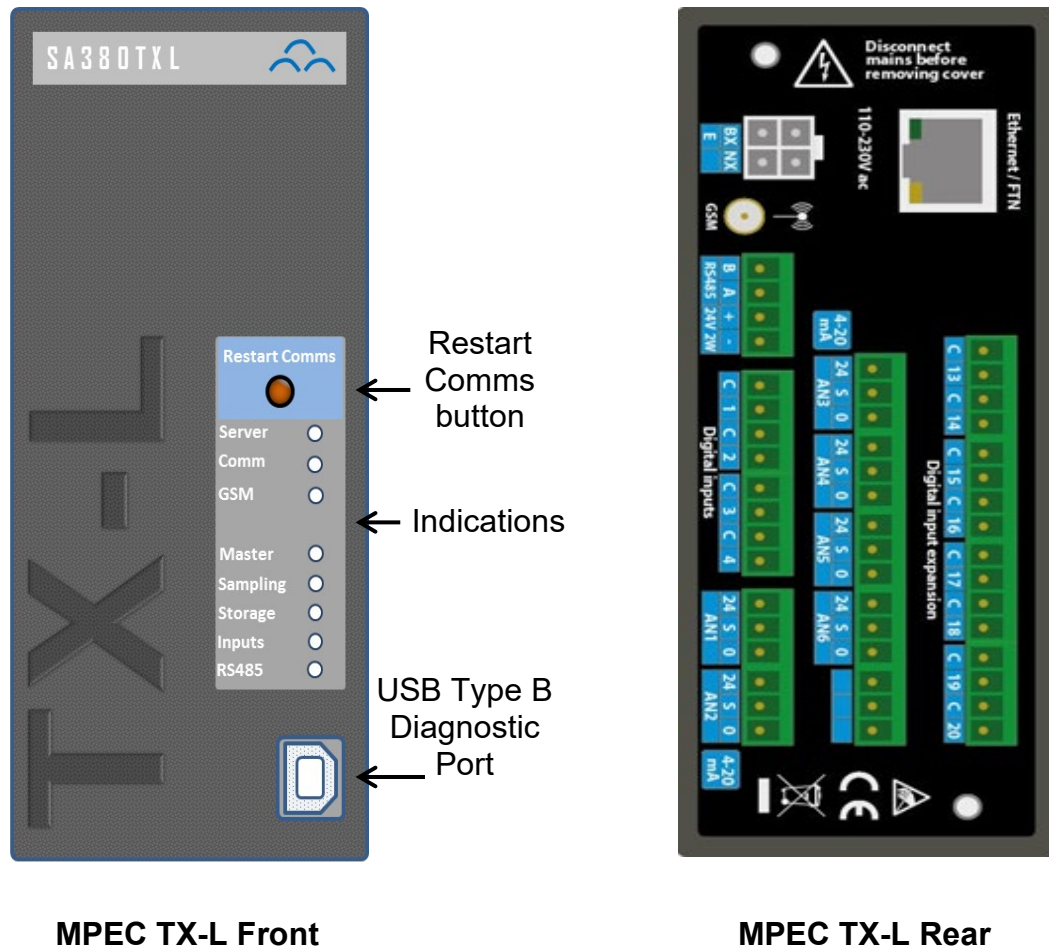 SA380TXL
TX-L
Restart Comms
Server
Comm
GSM
Master
Sampling
Storage
Inputs
RS485
Restart
Comms
button
Indications
USB Type B
Diagnostic
Port
Disconnect
mains before
removing cover
110-230V ac
Ethernet / FTN
BX NX
E
GSM
B A + -
RS485 24V 2W
C 1 C 2 C 3 C 4
Digital inputs
24 S 0 24 S 0
AN1 AN2
4-20
mA
4-20
mA
24 S 0 24 S 0 24 S 0 24 S 0
AN3 AN4 AN5 AN6
C 13 C 14 C 15 C 16 C 17 C 18 C 19 C 20
Digital input expansion
CE
MPEC TX-L Front
MPEC TX-L Rear